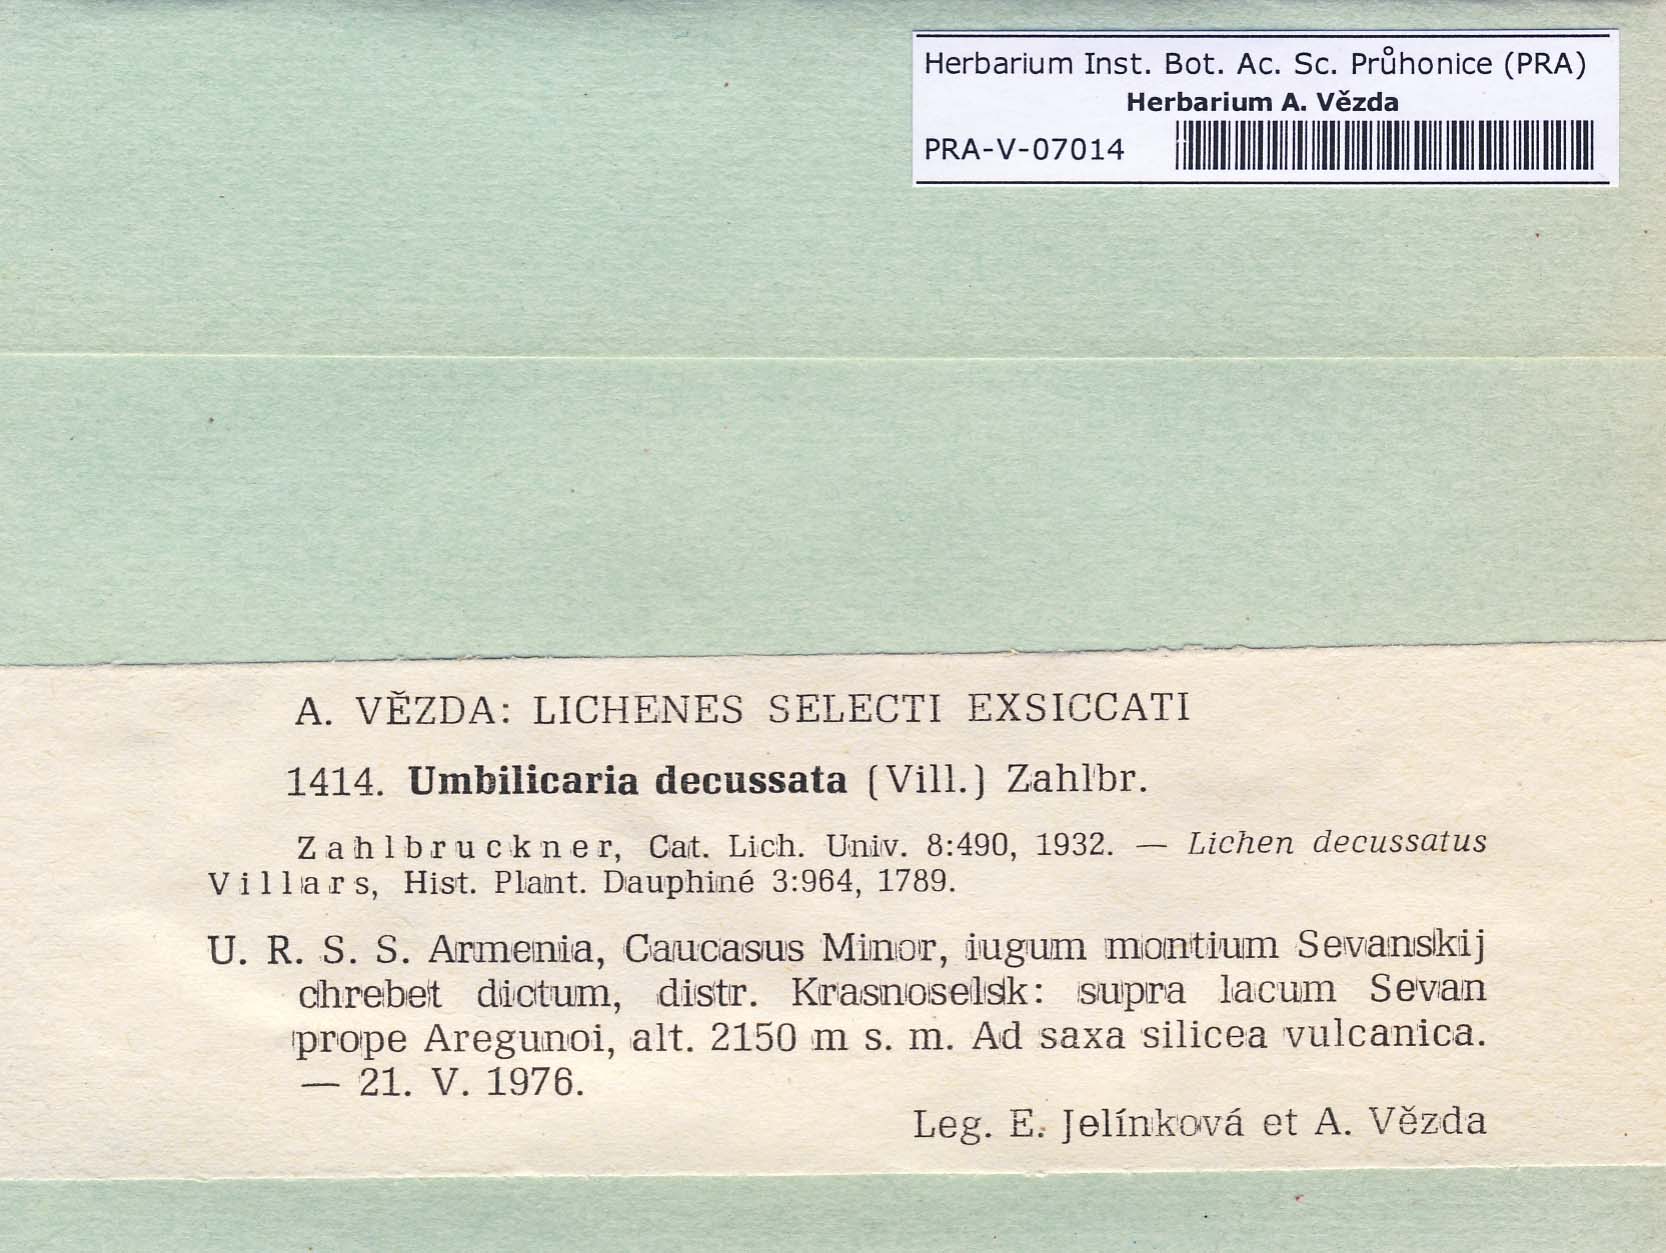 Herbarium Inst. Bot. Ac. Sc. Průhonice (PRA)
Herbarium A. Vězda
PRA-V-07014
A. VĚZDA: LICHENES SELECTI EXSICCATI
1414. Umbilicaria decussata (Vill.) Zahlbr.
Zahlbruckner, Cat. Lich. Univ. 8:490, 1932. — Lichen decussatus
Villars, Hist. Plant. Dauphiné 3:964, 1789.
U. R. S. S. Armenia, Caucasus Minor, iugum montium Sevanskij
chrebet dictum, distr. Krasnoselsk: supra lacum Sevan
prope Aregunoi, alt. 2150 m s. m. Ad saxa silicea vulcanica.
— 21. V. 1976.
Leg. E. Jelínková et A. Vězda